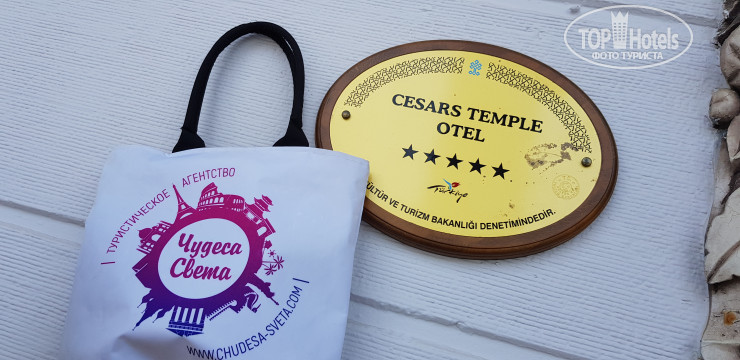 TOP Hotels
ФОТО ТУРИСТА
CESARS TEMPLE
OTEL
Türkiye
KÜLTÜR VE TURİZM BAKANLIĞI DENETİMİNDEDİR.
ТУРИСТИЧЕСКОЕ АГЕНТСТВО
Чудеса
Света
WWW.CHUDESA-SVETA.COM